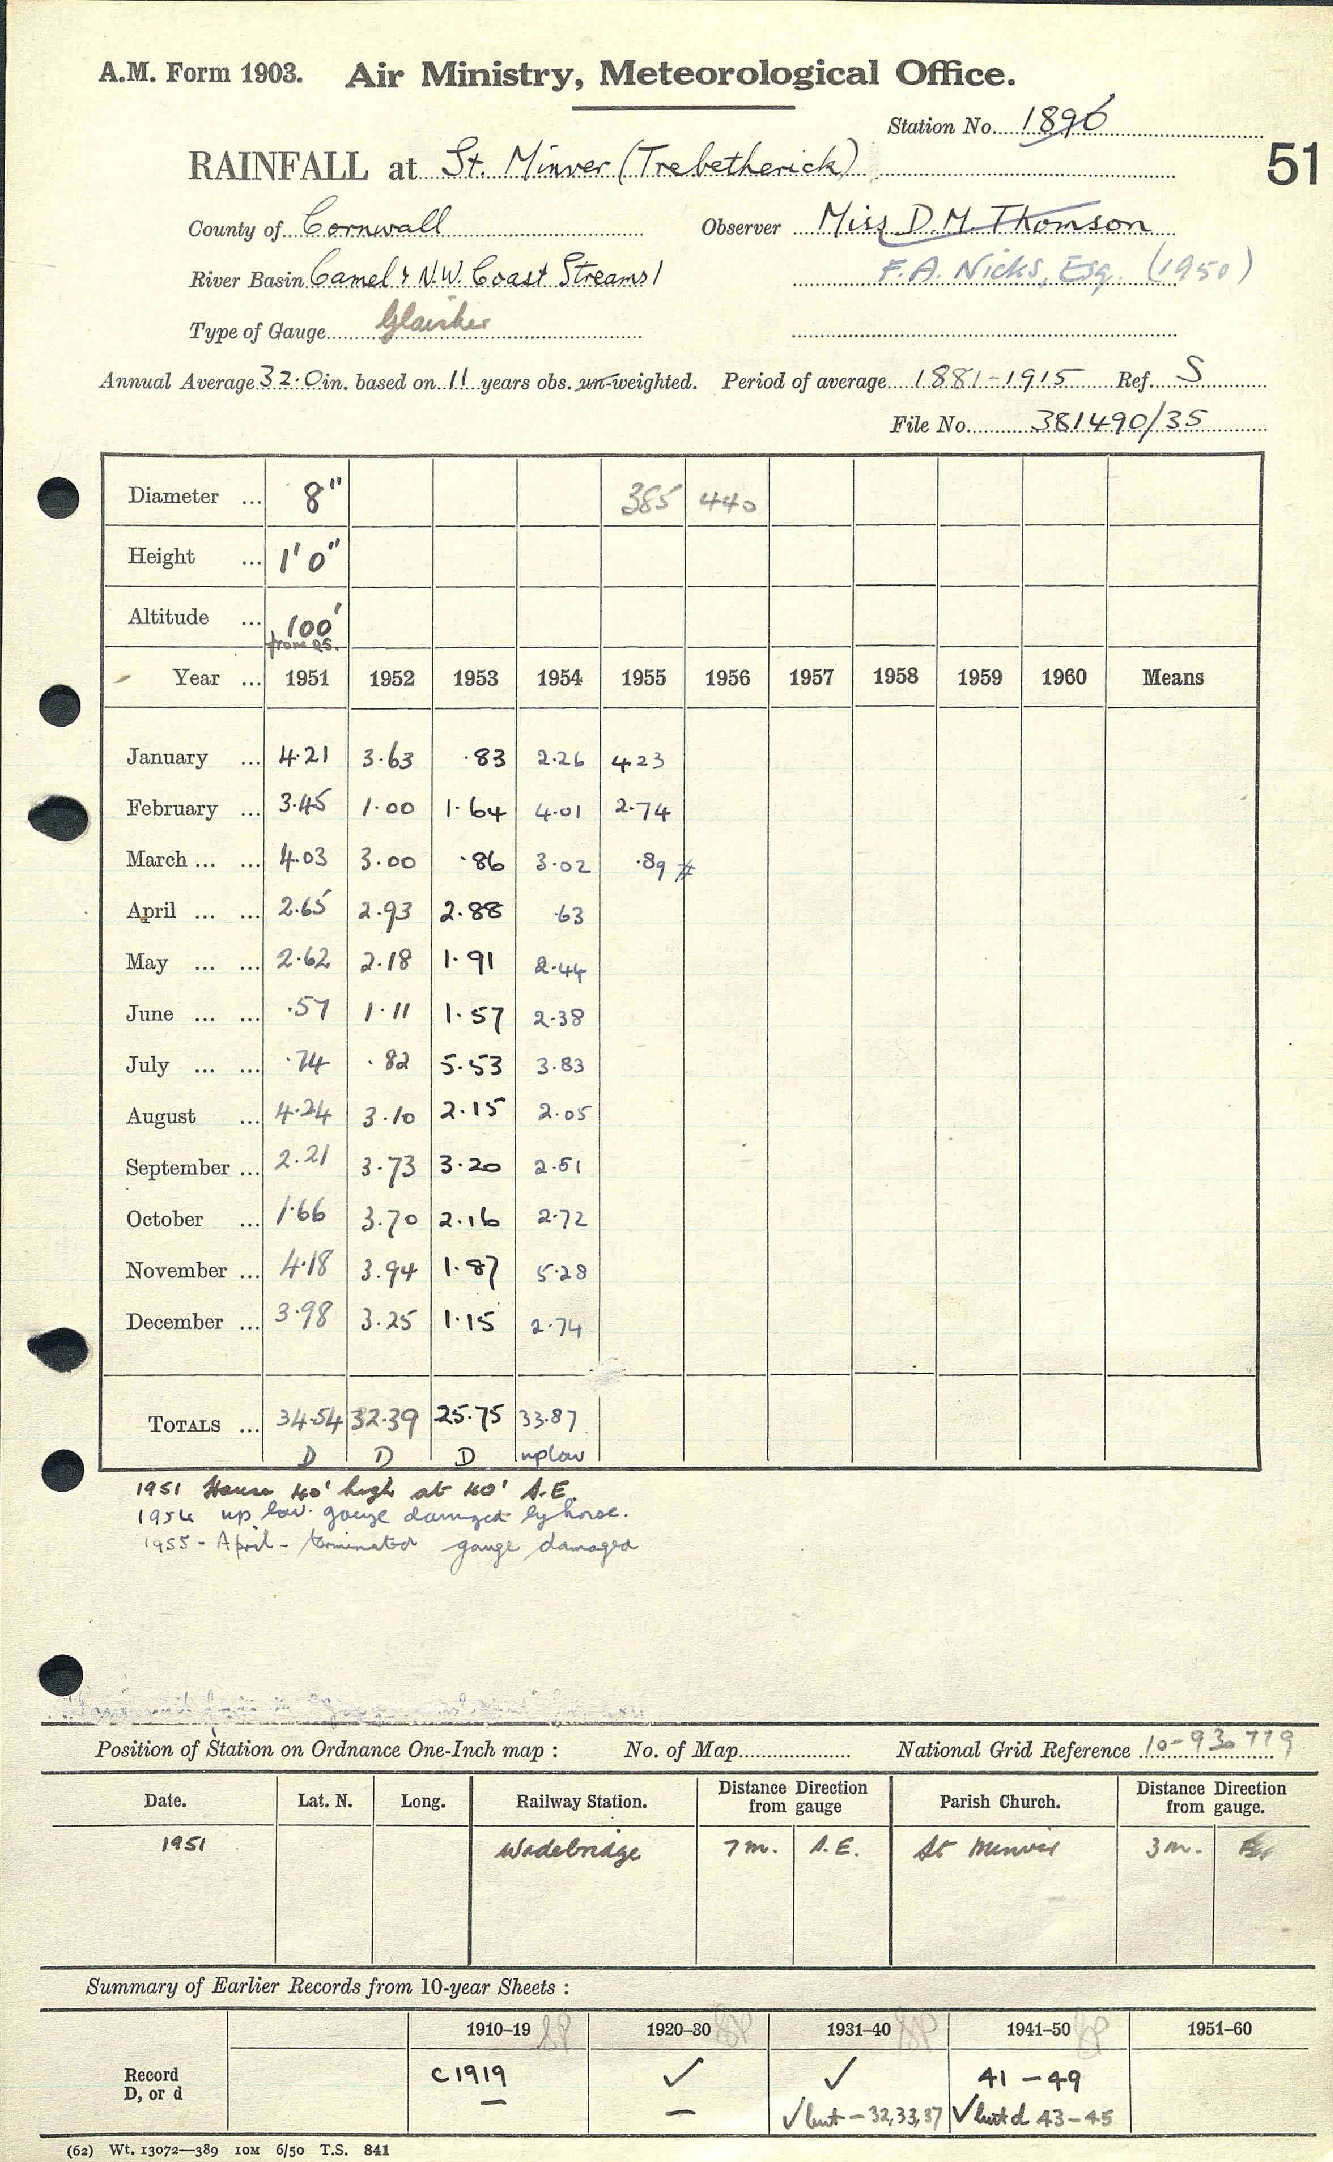 A.M. Form 1903. Air Ministry, Meteorological Office.
Station No. 1896
51
RAINFALL at St. Minver (Trebetherick)
County of Cornwall Observer Miss D.M. Thomson
River Basin Camel & N.W. Coast Streams F.A. Nicks, Esq. (1950)
Type of Gauge Glaisher
Annual Average 32.0 in. based on 11 years obs. un-weighted. Period of average 1881-1915 Ref. S
File No. 381490/35
Diameter ... 8" 385 440
Height ... 1' 0"
Altitude ... 100'
from OS.
Year ... 1951 1952 1953 1954 1955 1956 1957 1958 1959 1960 Means
January ... 4.21 3.63 .83 2.26 4.23
February ... 3.45 1.00 1.64 4.01 2.74
March ... ... 4.03 3.00 .86 3.02 .89 #
April ... ... 2.65 2.93 2.88 .63
May ... ... 2.62 2.18 1.91 2.44
June ... ... .57 1.11 1.57 2.38
July ... ... .74 .82 5.53 3.83
August ... 4.24 3.10 2.15 2.05
September ... 2.21 3.73 3.20 2.51
October ... 1.66 3.70 2.16 2.72
November ... 4.18 3.94 1.87 5.28
December ... 3.98 3.25 1.15 2.74
TOTALS ... 34.54 32.39 25.75 33.87
D D D up low
1951 House 40' high at 40' S.E.
1954 up low gauge damaged by horse.
1955 - April - terminated gauge damaged
Position of Station on Ordnance One-Inch map : No. of Map National Grid Reference 10-930779
Date. Lat. N. Long. Railway Station. Distance Direction from gauge Parish Church. Distance Direction from gauge.
1951 Wadebridge 7 m. S.E. St Minver 3 m.
Summary of Earlier Records from 10-year Sheets :
1910–19 1920–30 1931–40 1941–50 1951–60
Record c 1919 ✓ ✓ 41 – 49
D, or d — — ✓ but – 32,33,37 ✓ but d 43 – 45
(62) Wt. 13072—389 10M 6/50 T.S. 841